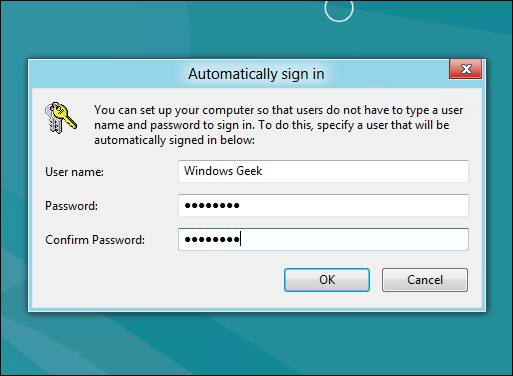 Automatically sign in
You can set up your computer so that users do not have to type a user
name and password to sign in. To do this, specify a user that will be
automatically signed in below:
User name:
Windows Geek
Password:
●●●●●●●●
Confirm Password:
●●●●●●●●
OK
Cancel